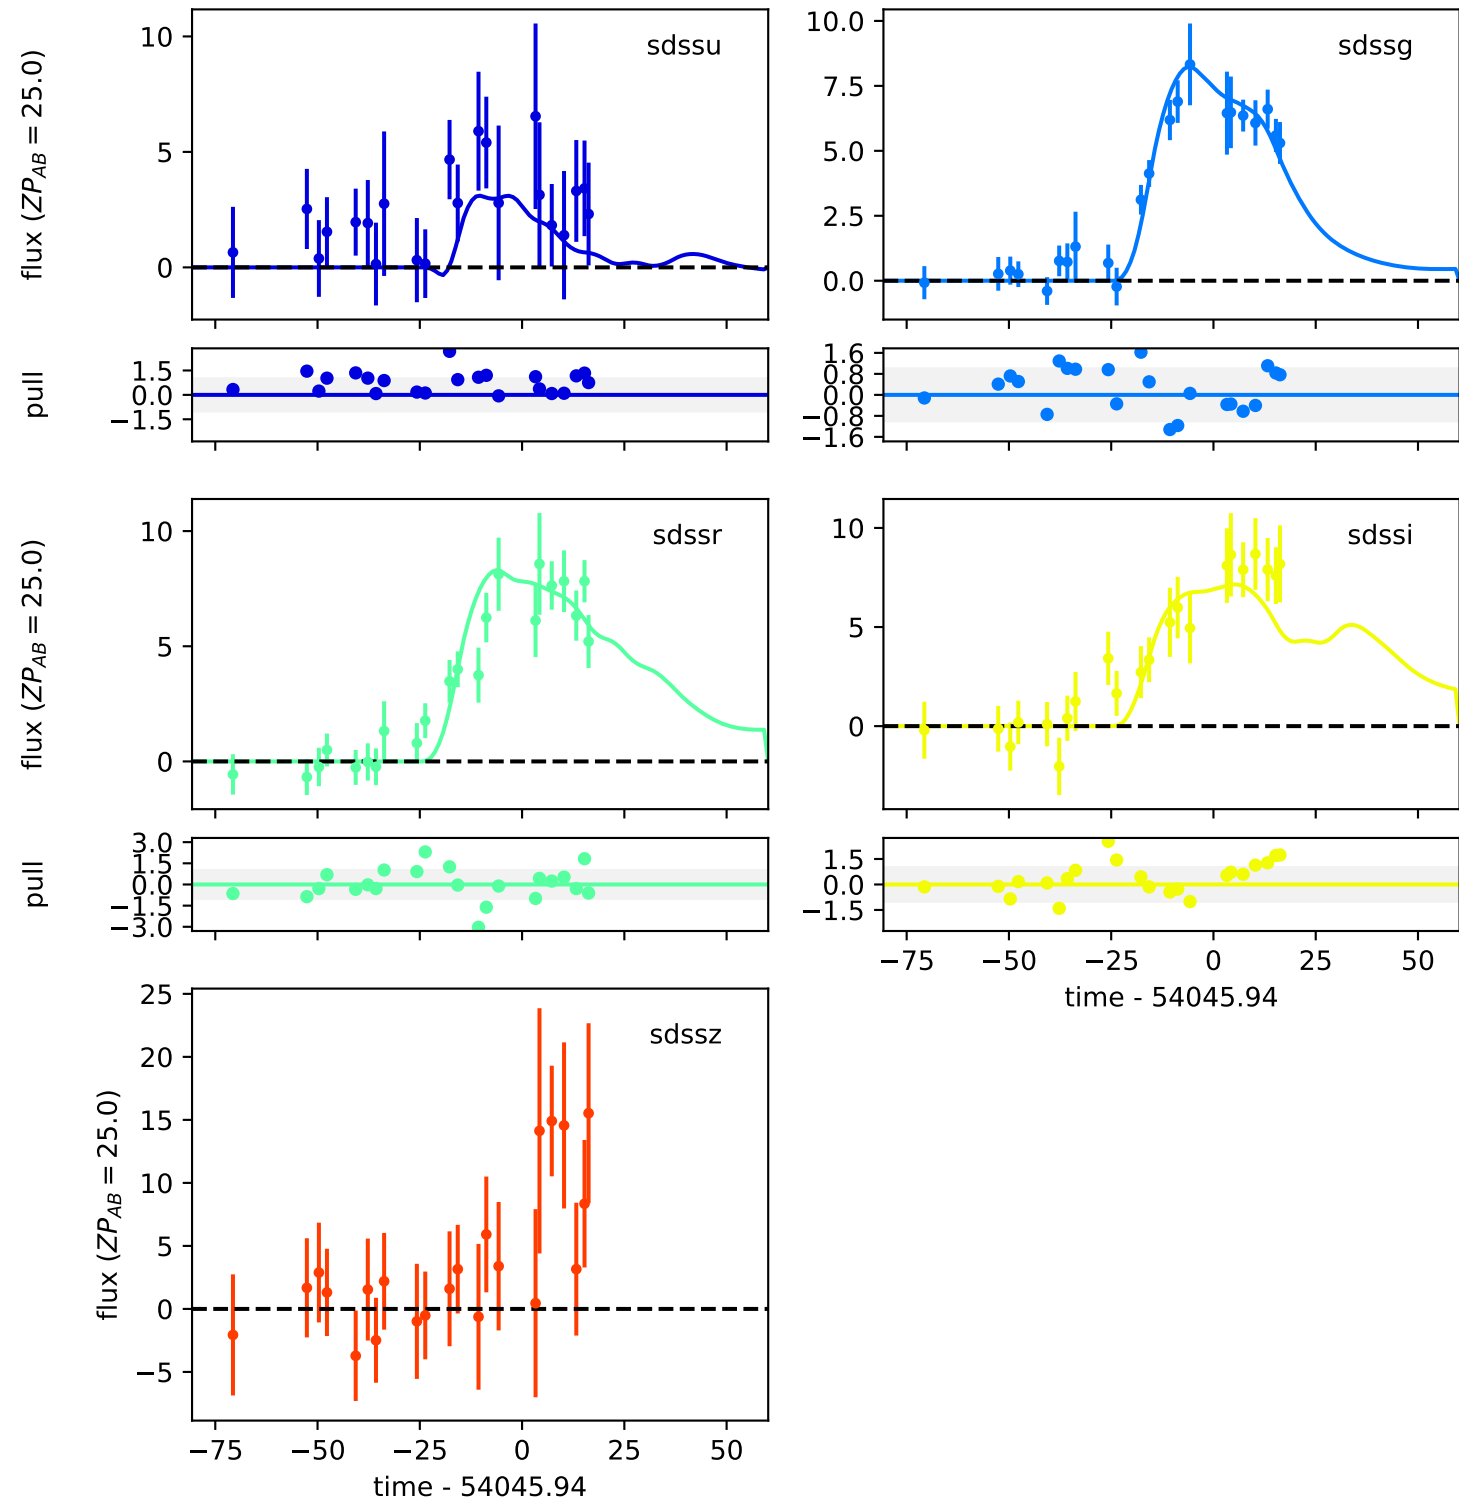 sdssu
flux (ZP_AB = 25.0)
10
5
0
sdssg
10.0
7.5
5.0
2.5
0.0
pull
1.5
0.0
−1.5
1.6
0.8
0.0
−0.8
−1.6
sdssr
flux (ZP_AB = 25.0)
10
5
0
sdssi
10
5
0
pull
3.0
1.5
0.0
−1.5
−3.0
1.5
0.0
−1.5
−75 −50 −25 0 25 50
time - 54045.94
sdssz
flux (ZP_AB = 25.0)
25
20
15
10
5
0
−5
−75 −50 −25 0 25 50
time - 54045.94